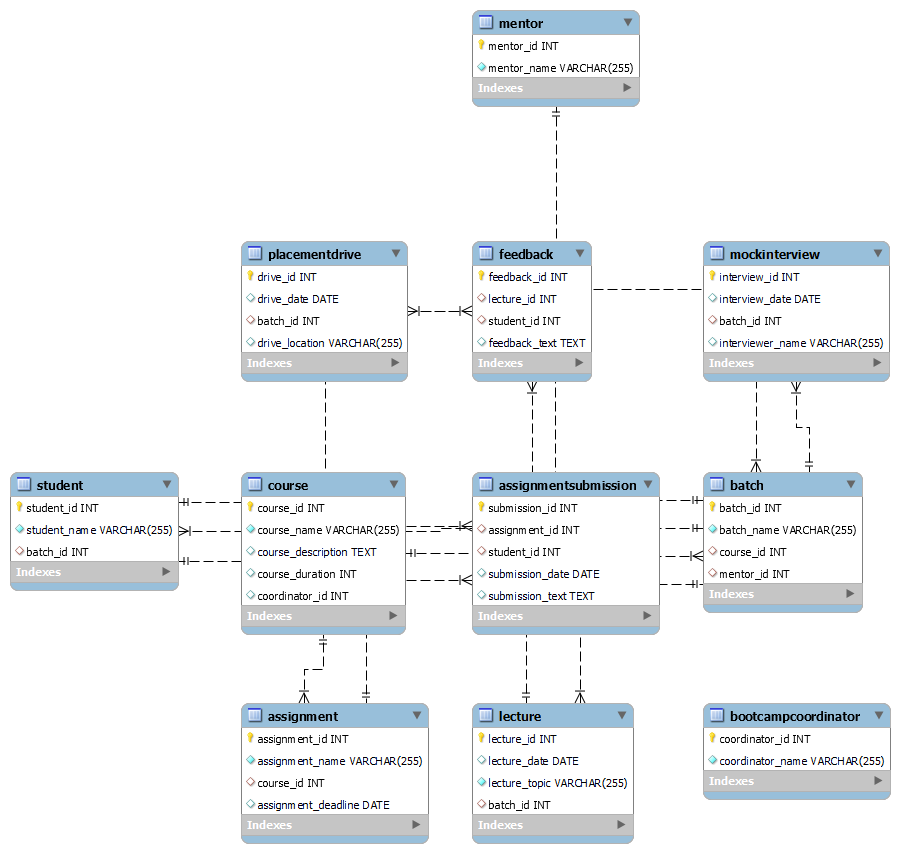 mentor
mentor_id INT
mentor_name VARCHAR(255)
Indexes
placementdrive
drive_id INT
drive_date DATE
batch_id INT
drive_location VARCHAR(255)
Indexes
feedback
feedback_id INT
lecture_id INT
student_id INT
feedback_text TEXT
Indexes
mockinterview
interview_id INT
interview_date DATE
batch_id INT
interviewer_name VARCHAR(255)
Indexes
student
student_id INT
student_name VARCHAR(255)
batch_id INT
Indexes
course
course_id INT
course_name VARCHAR(255)
course_description TEXT
course_duration INT
coordinator_id INT
Indexes
assignmentsubmission
submission_id INT
assignment_id INT
student_id INT
submission_date DATE
submission_text TEXT
Indexes
batch
batch_id INT
batch_name VARCHAR(255)
course_id INT
mentor_id INT
Indexes
assignment
assignment_id INT
assignment_name VARCHAR(255)
course_id INT
assignment_deadline DATE
Indexes
lecture
lecture_id INT
lecture_date DATE
lecture_topic VARCHAR(255)
batch_id INT
Indexes
bootcampcoordinator
coordinator_id INT
coordinator_name VARCHAR(255)
Indexes